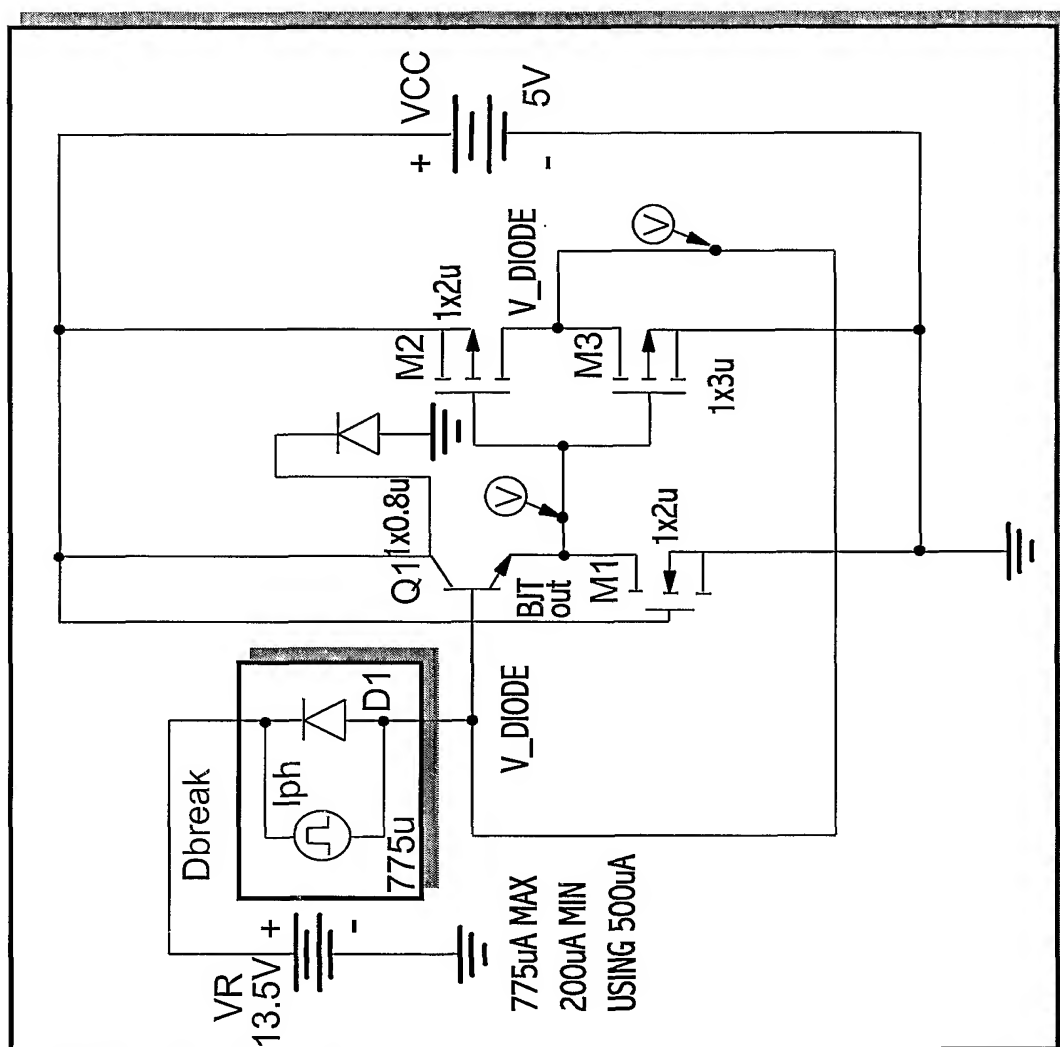 VCC
+
5V
-
V_DIODE
V
1x2u
M2
M3
1x3u
Q1
1x0.8u
V
BJT
out
M1
1x2u
V_DIODE
Dbreak
Iph
D1
775u
VR
13.5V
+
-
775uA MAX
200uA MIN
USING 500uA